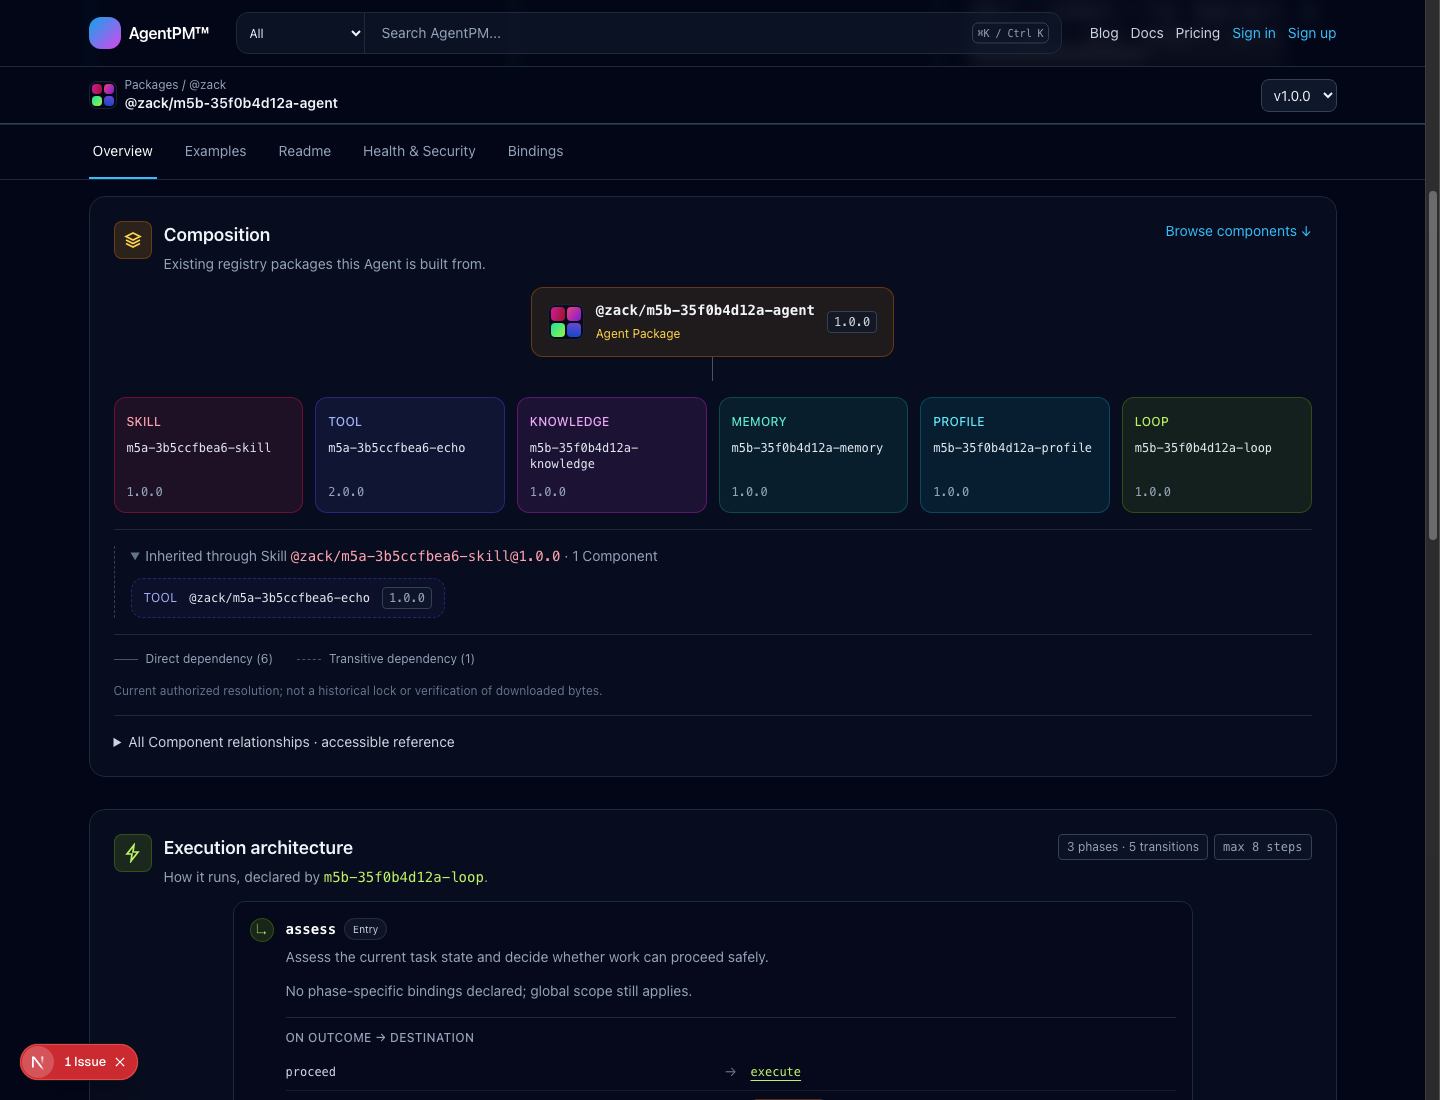 AgentPM™
All
Search AgentPM...
⌘K / Ctrl K
Blog Docs Pricing Sign in Sign up
Packages / @zack
@zack/m5b-35f0b4d12a-agent
v1.0.0
Overview Examples Readme Health & Security Bindings
Composition
Browse components ↓
Existing registry packages this Agent is built from.
@zack/m5b-35f0b4d12a-agent
Agent Package
1.0.0
SKILL
m5a-3b5ccfbea6-skill
1.0.0
TOOL
m5a-3b5ccfbea6-echo
2.0.0
KNOWLEDGE
m5b-35f0b4d12a-
knowledge
1.0.0
MEMORY
m5b-35f0b4d12a-memory
1.0.0
PROFILE
m5b-35f0b4d12a-profile
1.0.0
LOOP
m5b-35f0b4d12a-loop
1.0.0
▼ Inherited through Skill @zack/m5a-3b5ccfbea6-skill@1.0.0 · 1 Component
TOOL @zack/m5a-3b5ccfbea6-echo 1.0.0
Direct dependency (6) Transitive dependency (1)
Current authorized resolution; not a historical lock or verification of downloaded bytes.
▶ All Component relationships · accessible reference
Execution architecture
3 phases · 5 transitions
max 8 steps
How it runs, declared by m5b-35f0b4d12a-loop.
assess Entry
Assess the current task state and decide whether work can proceed safely.
No phase-specific bindings declared; global scope still applies.
ON OUTCOME → DESTINATION
proceed → execute
N 1 Issue ×